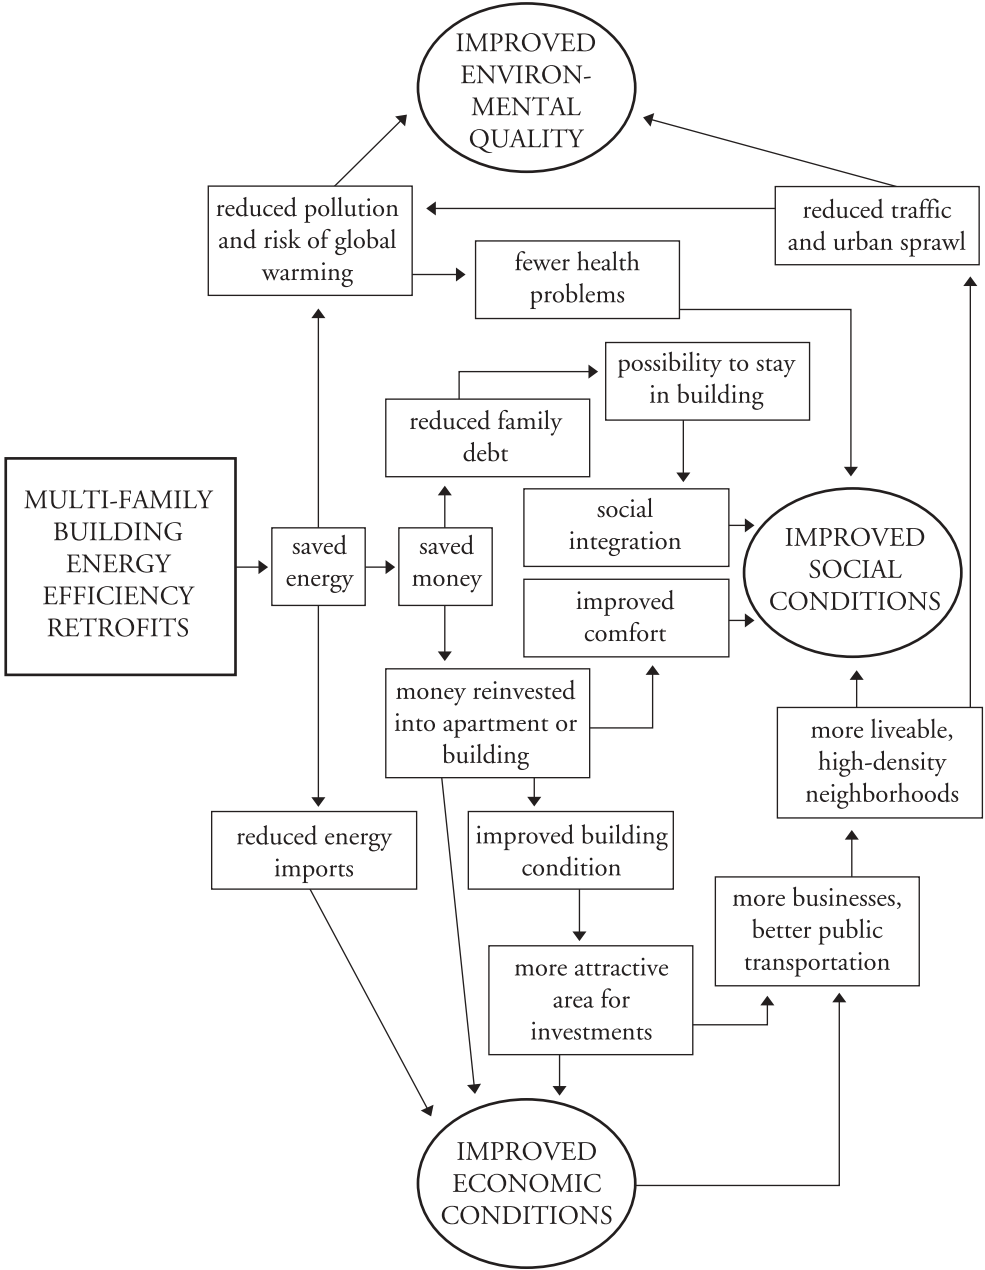 IMPROVED
ENVIRON-
MENTAL
QUALITY
reduced pollution
and risk of global
warming
reduced traffic
and urban sprawl
fewer health
problems
possibility to stay
in building
reduced family
debt
MULTI-FAMILY
BUILDING
ENERGY
EFFICIENCY
RETROFITS
saved
energy
saved
money
social
integration
improved
comfort
IMPROVED
SOCIAL
CONDITIONS
money reinvested
into apartment or
building
more liveable,
high-density
neighborhoods
reduced energy
imports
improved building
condition
more businesses,
better public
transportation
more attractive
area for
investments
IMPROVED
ECONOMIC
CONDITIONS